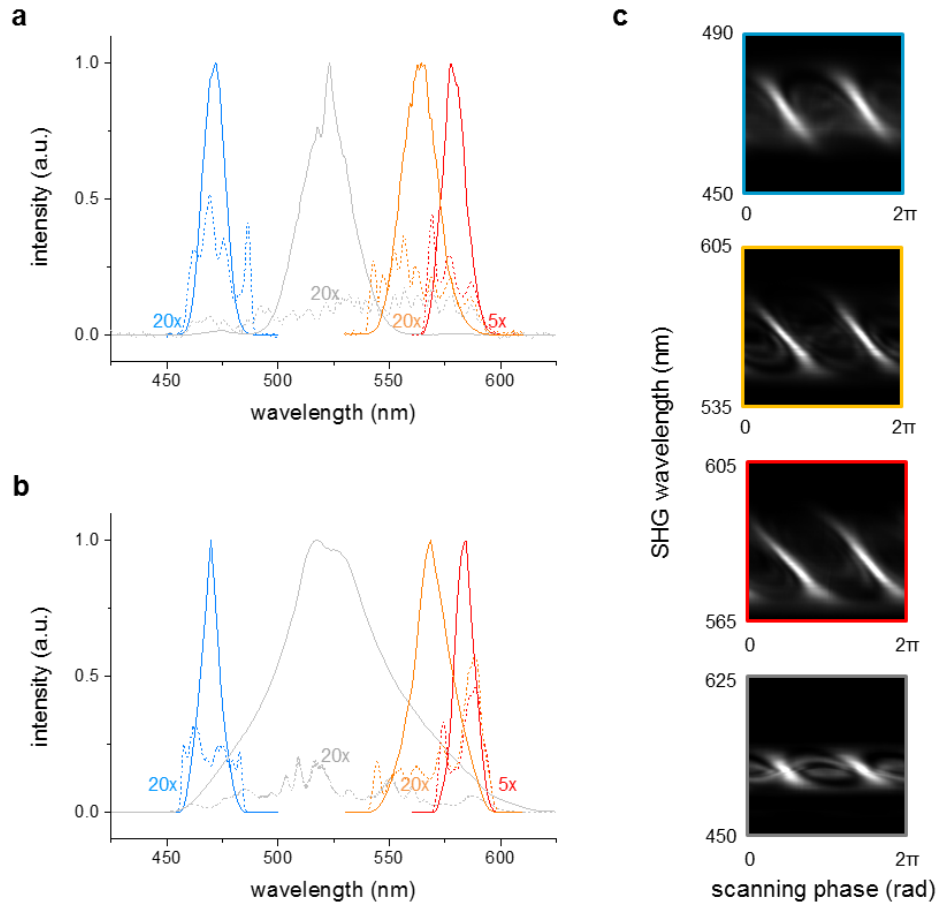 a
1.0
0.5
0.0
intensity (a.u.)
20x
20x
20x
5x
450 500 550 600
wavelength (nm)
b
1.0
0.5
0.0
intensity (a.u.)
20x
20x
20x
5x
450 500 550 600
wavelength (nm)
c
SHG wavelength (nm)
490
450
0 2π
605
535
0 2π
605
565
0 2π
625
450
0 2π
scanning phase (rad)